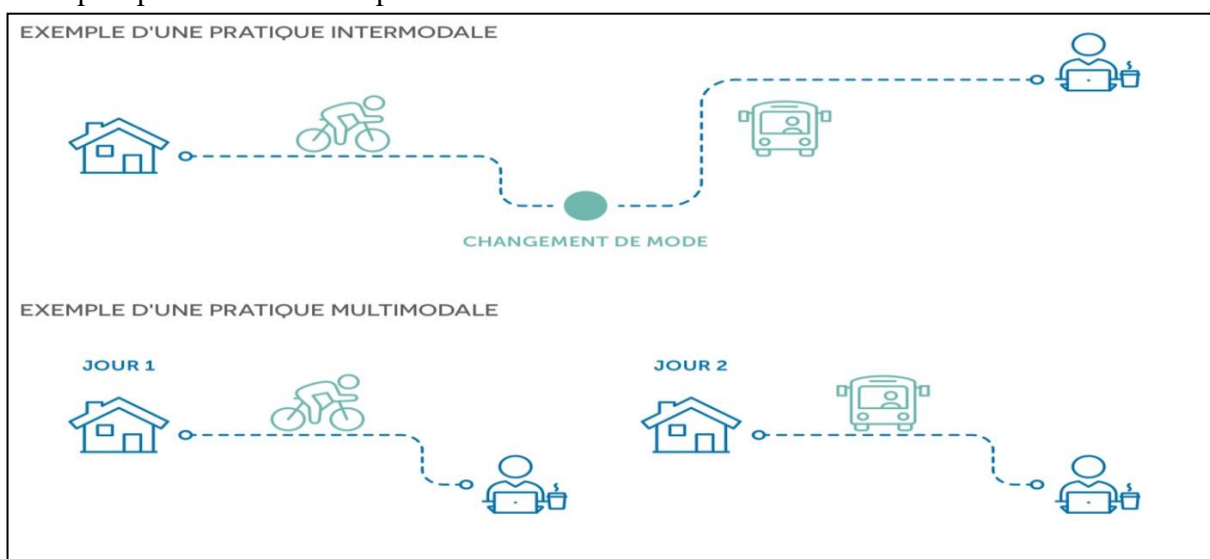 EXEMPLE D'UNE PRATIQUE INTERMODALE
CHANGEMENT DE MODE
EXEMPLE D'UNE PRATIQUE MULTIMODALE
JOUR 1
JOUR 2